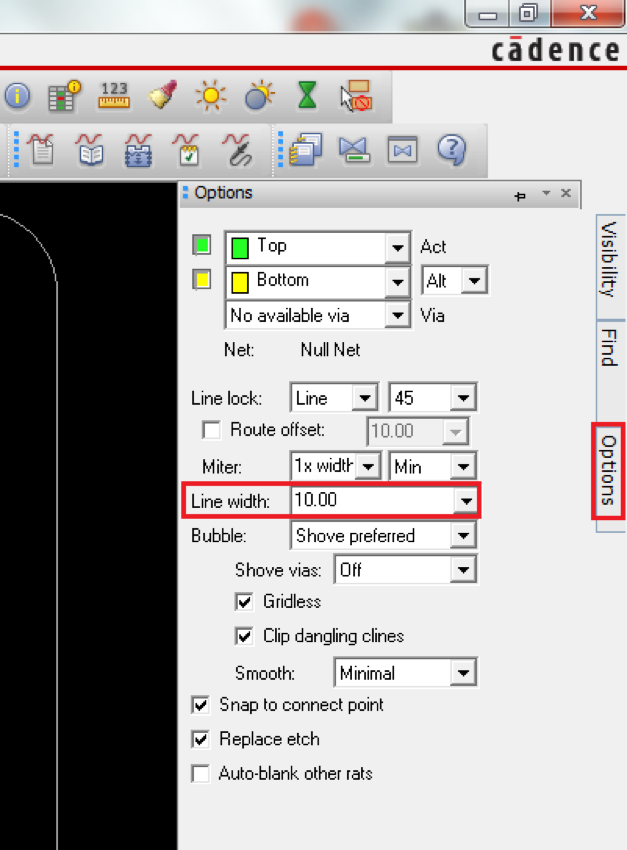 cādence
123
Options
Top Act
Bottom Alt
No available via Via
Net: Null Net
Line lock: Line 45
Route offset: 10.00
Miter: 1x width Min
Line width: 10.00
Bubble: Shove preferred
Shove vias: Off
Gridless
Clip dangling clines
Smooth: Minimal
Snap to connect point
Replace etch
Auto-blank other rats
Visibility
Find
Options